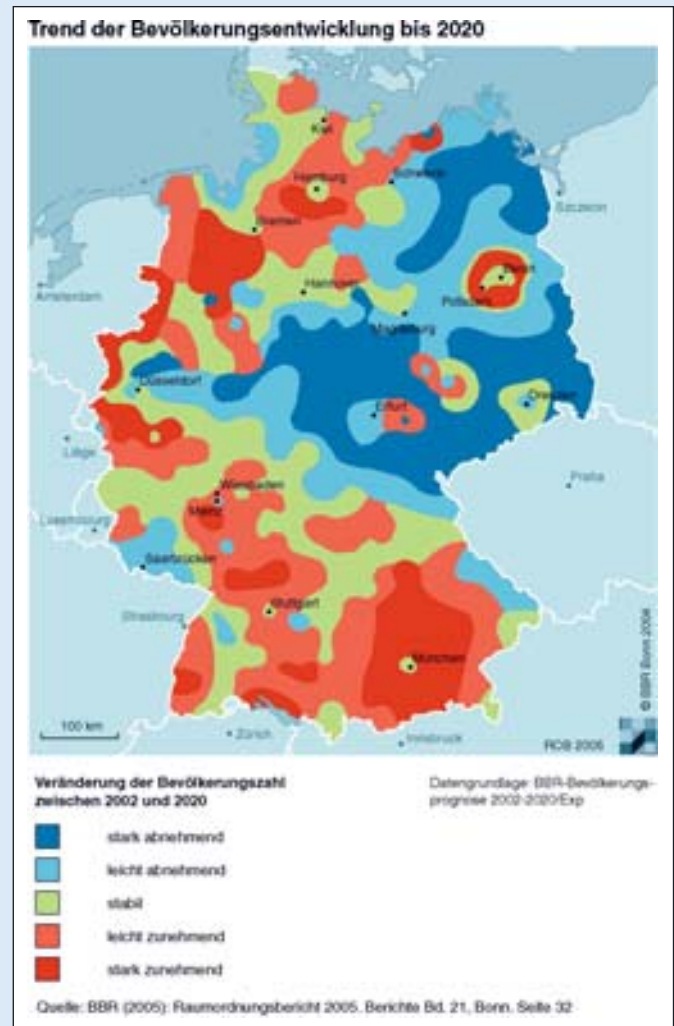 Trend der Bevölkerungsentwicklung bis 2020
Kiel
Hamburg
Schwerin
Szczecin
Bremen
Berlin
Amsterdam
Hannover
Potsdam
Magdeburg
Düsseldorf
Erfurt
Dresden
Liège
Wiesbaden
Praha
Mainz
Luxembourg
Saarbrücken
Stuttgart
Strasbourg
München
© BBR Bonn 2004
100 km
Zürich
Innsbruck
ROB 2005
Veränderung der Bevölkerungszahl
zwischen 2002 und 2020
Datengrundlage: BBR-Bevölkerungs-
prognose 2002-2020/Exp
stark abnehmend
leicht abnehmend
stabil
leicht zunehmend
stark zunehmend
Quelle: BBR (2005): Raumordnungsbericht 2005. Berichte Bd. 21, Bonn. Seite 32